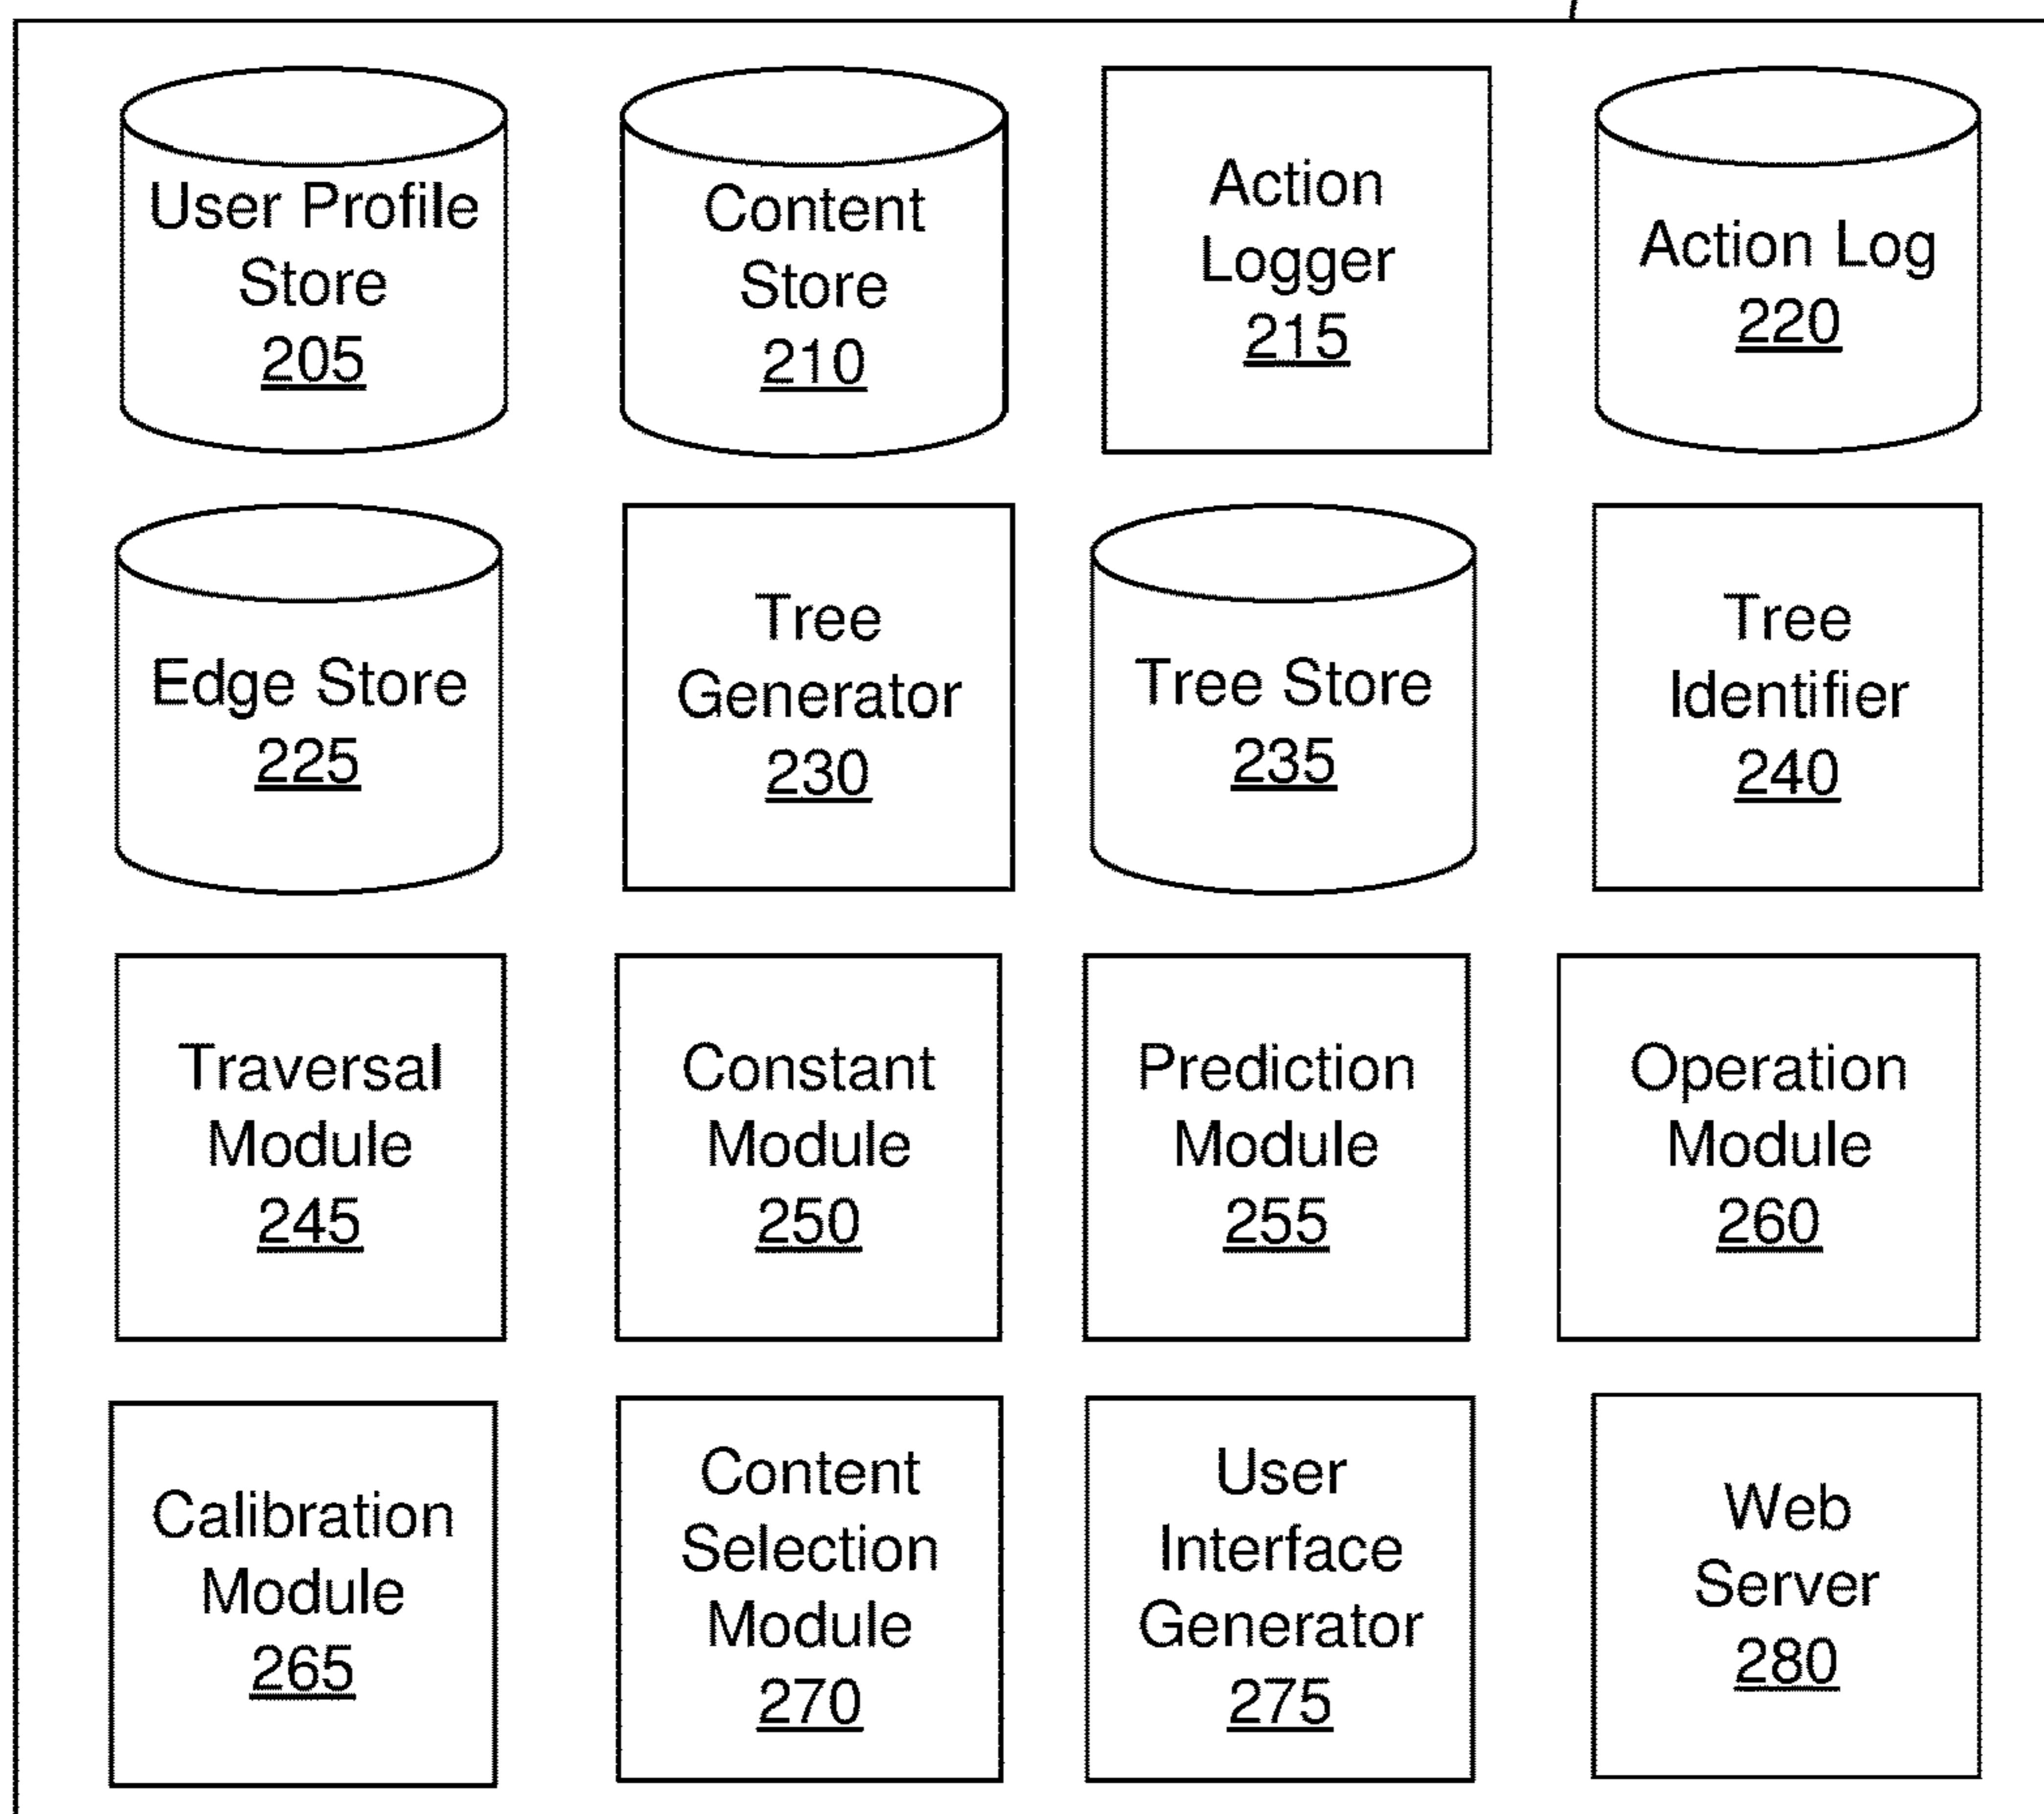 User Profile
Store
205
Content
Store
210
Action
Logger
215
Action Log
220
Edge Store
225
Tree
Generator
230
Tree Store
235
Tree
Identifier
240
Traversal
Module
245
Constant
Module
250
Prediction
Module
255
Operation
Module
260
Calibration
Module
265
Content
Selection
Module
270
User
Interface
Generator
275
Web
Server
280